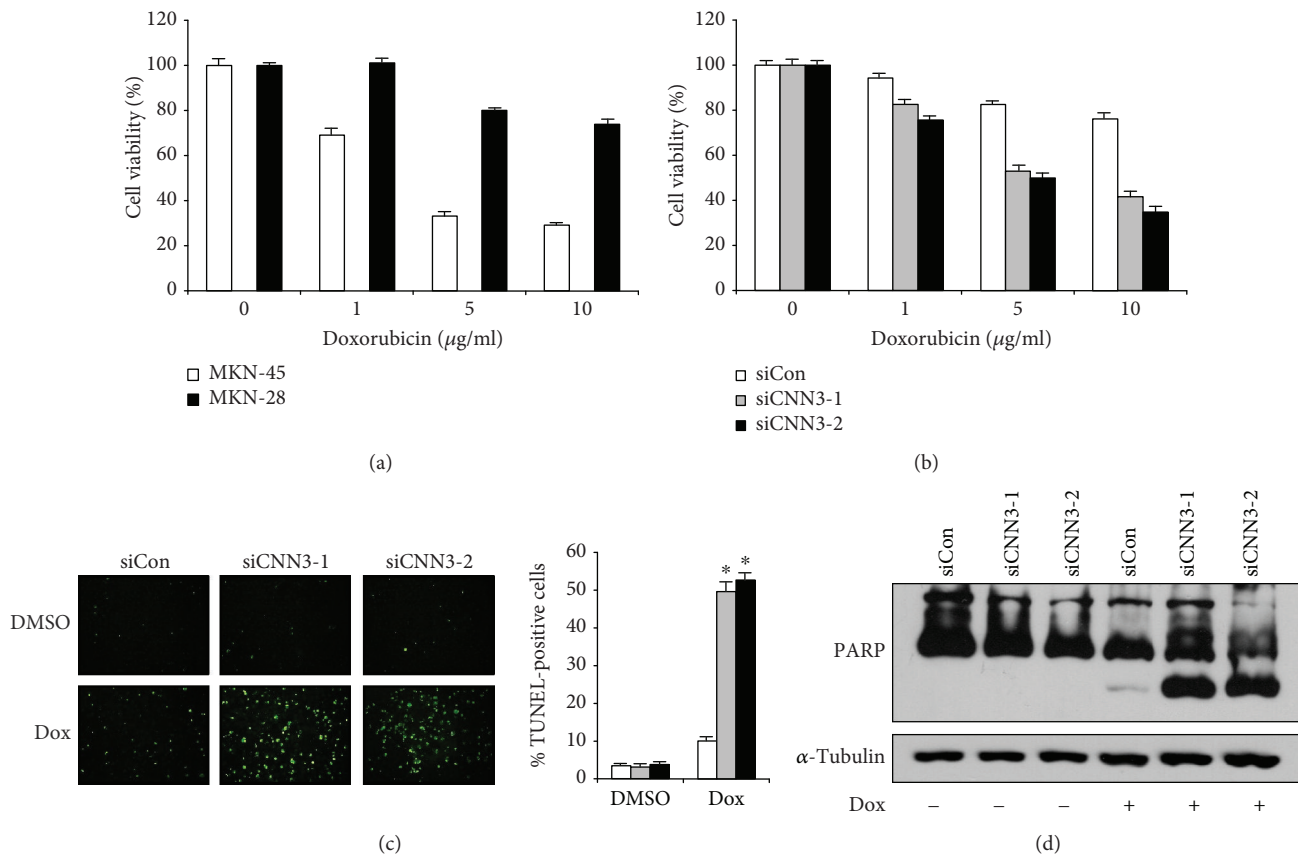 120
100
80
60
40
20
0
Cell viability (%)
0 1 5 10
Doxorubicin (μg/ml)
MKN-45
MKN-28
(a)
120
100
80
60
40
20
0
Cell viability (%)
0 1 5 10
Doxorubicin (μg/ml)
siCon
siCNN3-1
siCNN3-2
(b)
siCon siCNN3-1 siCNN3-2
DMSO
Dox
60
50
40
30
20
10
0
% TUNEL-positive cells
* *
DMSO Dox
(c)
siCon siCNN3-1 siCNN3-2 siCon siCNN3-1 siCNN3-2
PARP
α-Tubulin
Dox – – – + + +
(d)